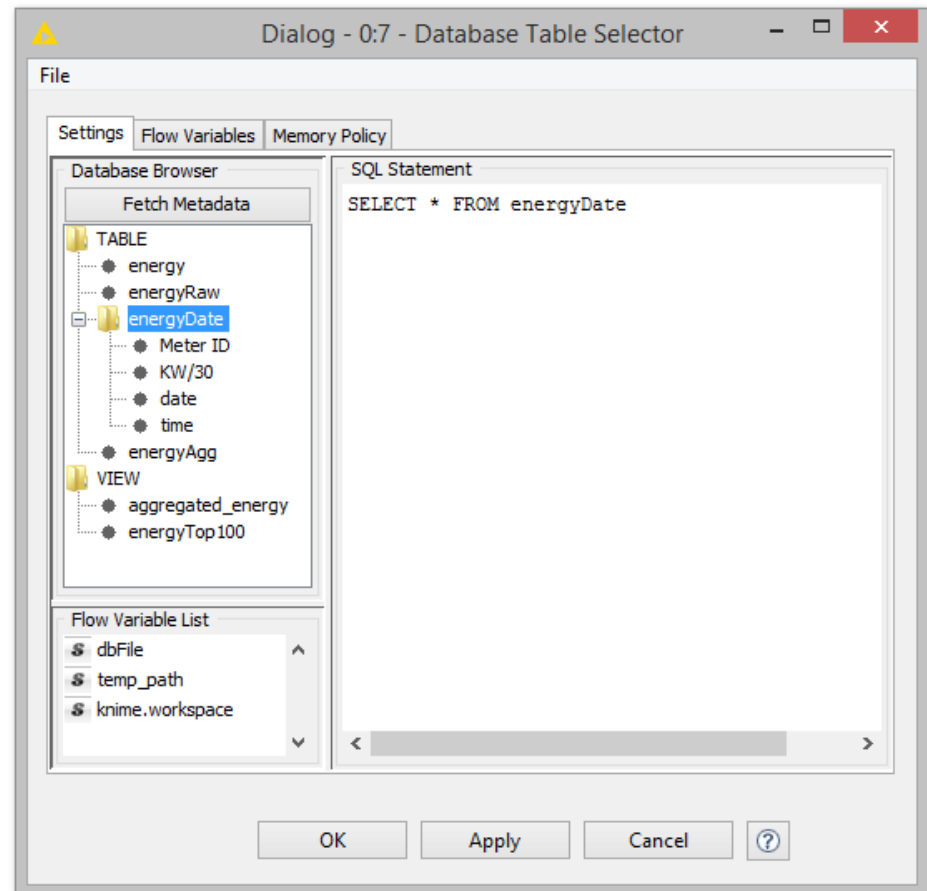 Dialog - 0:7 - Database Table Selector
File
Settings Flow Variables Memory Policy
Database Browser
Fetch Metadata
TABLE
energy
energyRaw
energyDate
Meter ID
KW/30
date
time
energyAgg
VIEW
aggregated_energy
energyTop100
Flow Variable List
s dbFile
s temp_path
s knime.workspace
SQL Statement
SELECT * FROM energyDate
OK Apply Cancel ?